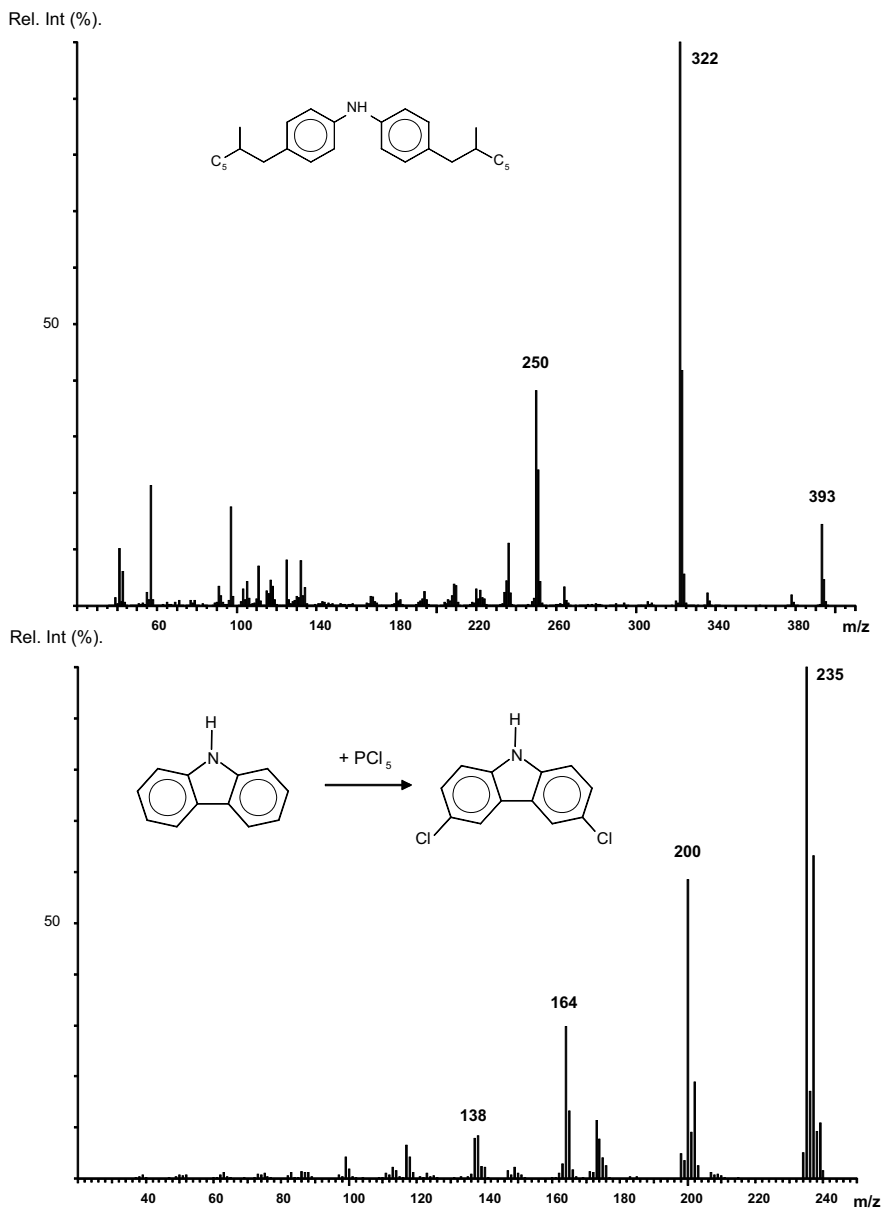 Rel. Int (%).
322
NH
C5
C5
50
250
393
60 100 140 180 190 220 260 300 340 380 m/z
Rel. Int (%).
235
H
N
+ PCl5
H
N
Cl
Cl
200
50
164
138
40 60 80 100 120 140 160 180 200 220 240 m/z